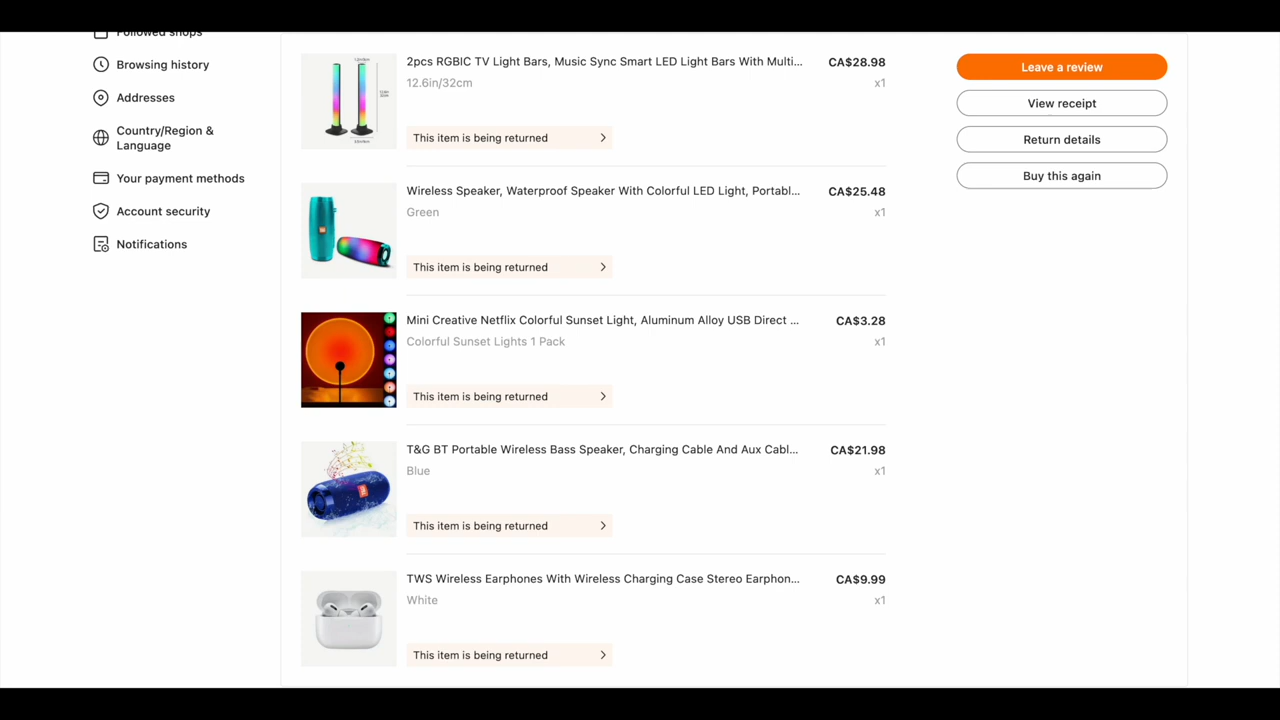 Followed shops
Browsing history
Addresses
Country/Region &
Language
Your payment methods
Account security
Notifications
2pcs RGBIC TV Light Bars, Music Sync Smart LED Light Bars With Multi...
CA$28.98
12.6in/32cm
x1
This item is being returned
Wireless Speaker, Waterproof Speaker With Colorful LED Light, Portabl...
CA$25.48
Green
x1
This item is being returned
Mini Creative Netflix Colorful Sunset Light, Aluminum Alloy USB Direct ...
CA$3.28
Colorful Sunset Lights 1 Pack
x1
This item is being returned
T&G BT Portable Wireless Bass Speaker, Charging Cable And Aux Cabl...
CA$21.98
Blue
x1
This item is being returned
TWS Wireless Earphones With Wireless Charging Case Stereo Earphon...
CA$9.99
White
x1
This item is being returned
Leave a review
View receipt
Return details
Buy this again